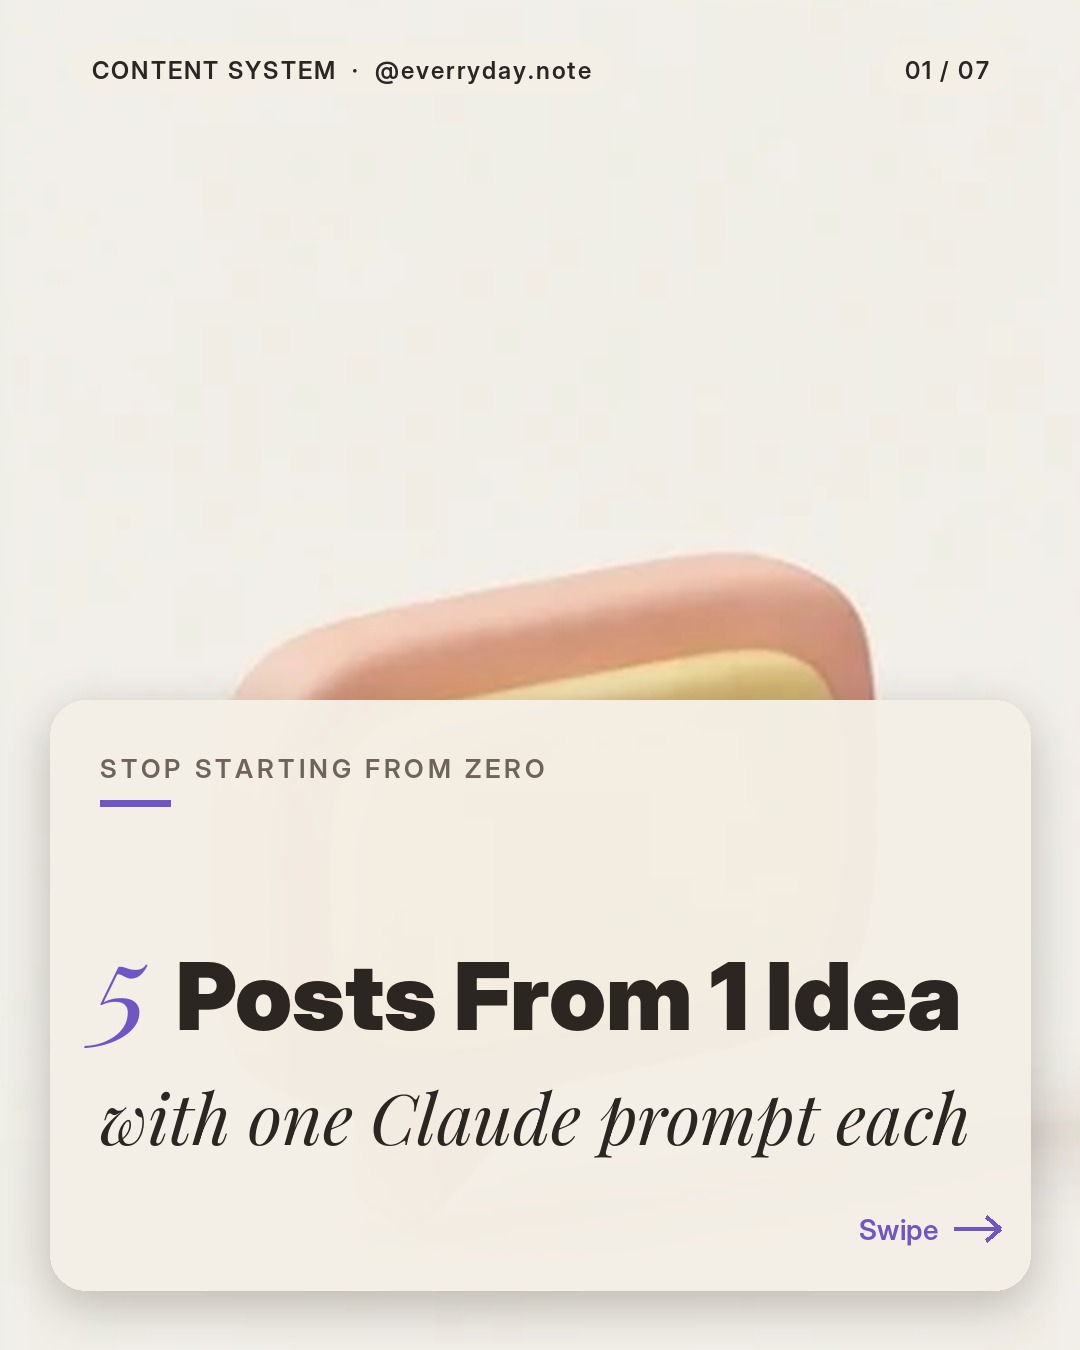 CONTENT SYSTEM · @everryday.note
01 / 07
STOP STARTING FROM ZERO
5 Posts From 1 Idea
with one Claude prompt each
Swipe →